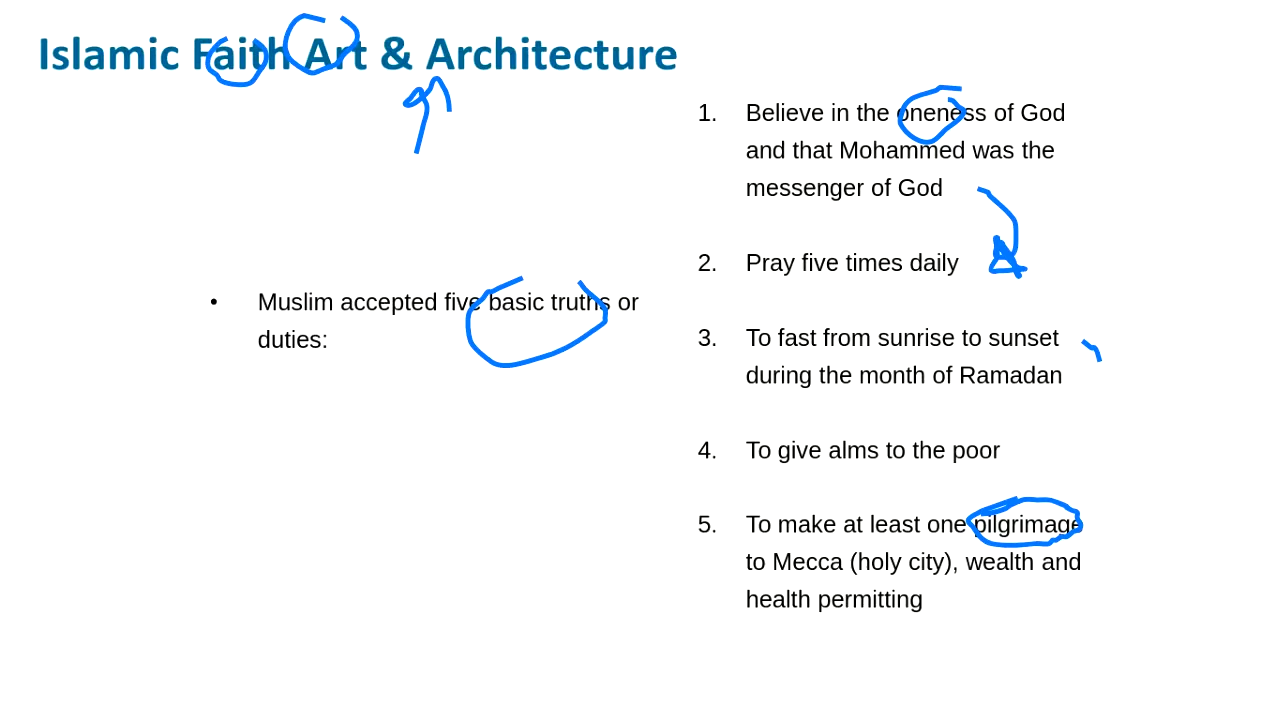 Islamic Faith Art & Architecture
• Muslim accepted five basic truths or
duties:
1. Believe in the oneness of God
and that Mohammed was the
messenger of God
2. Pray five times daily
3. To fast from sunrise to sunset
during the month of Ramadan
4. To give alms to the poor
5. To make at least one pilgrimage
to Mecca (holy city), wealth and
health permitting